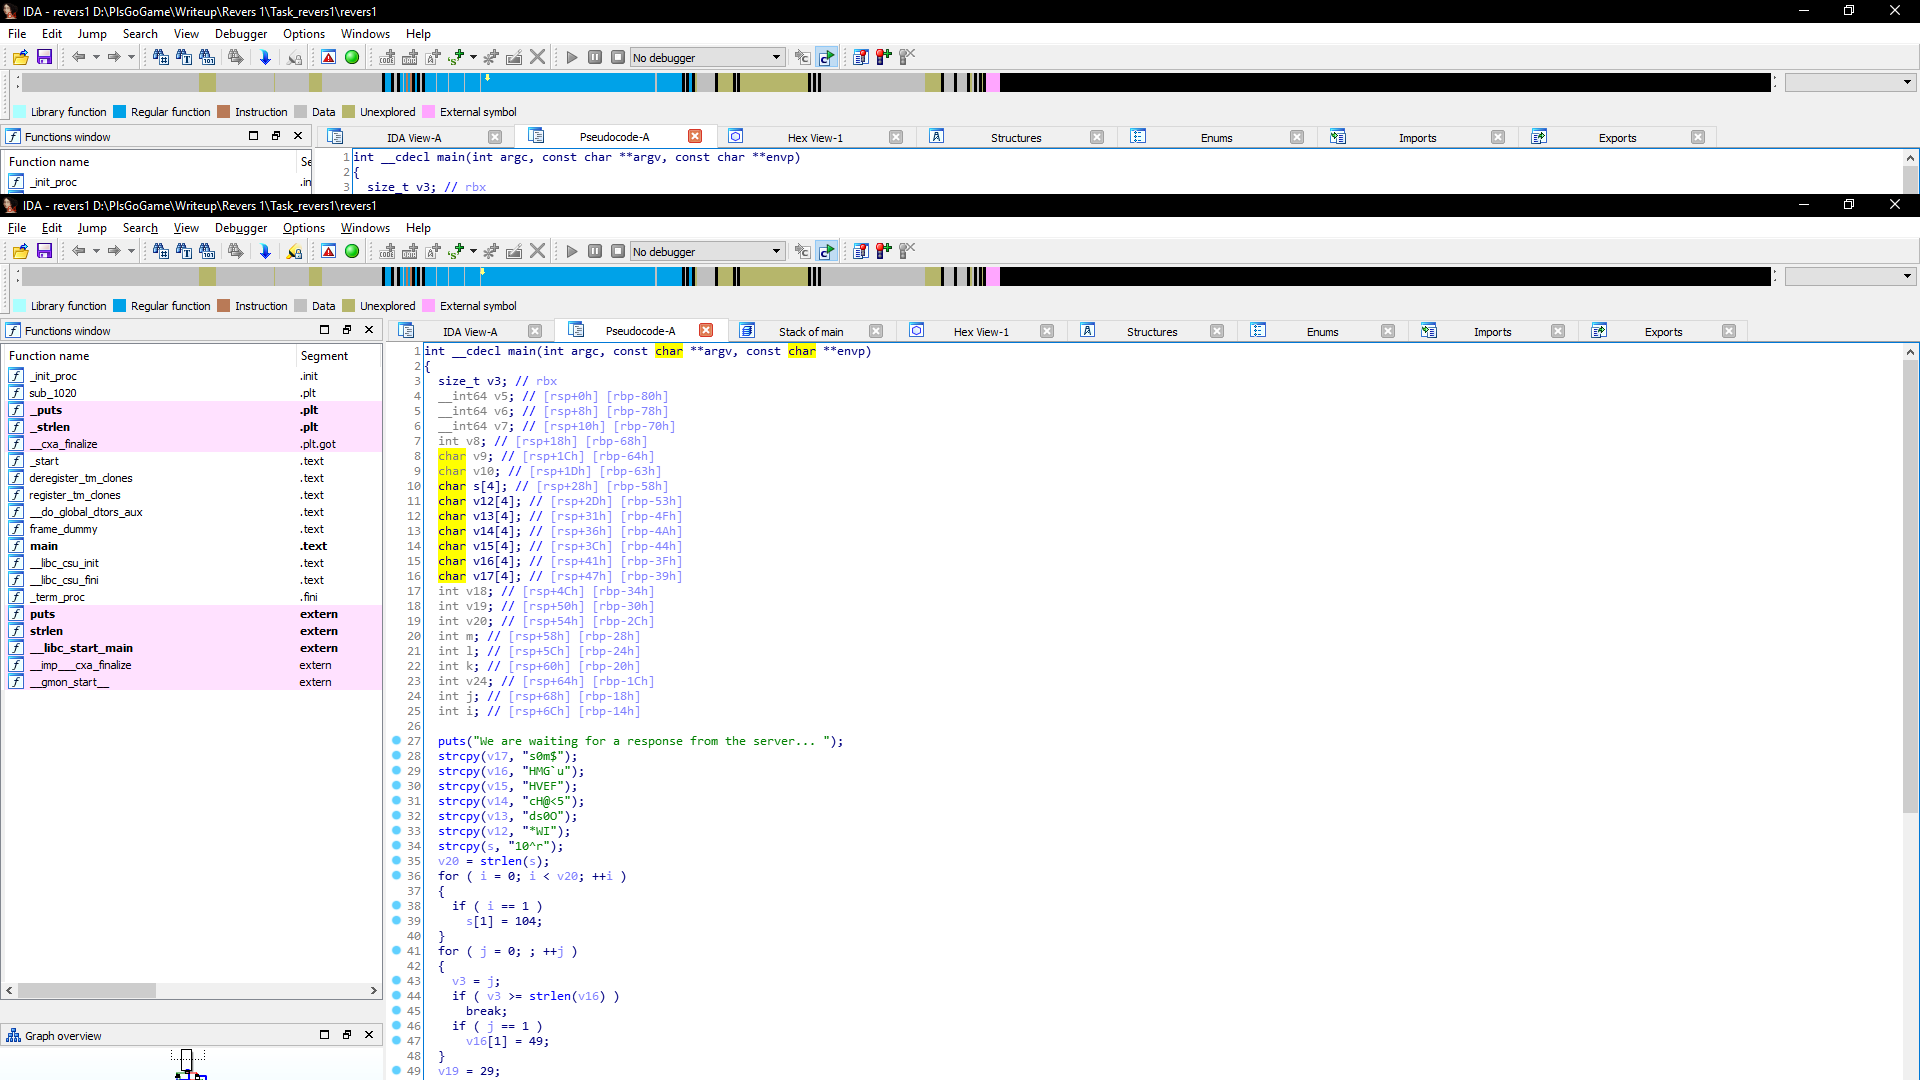 IDA - revers1 D:\PlsGoGame\Writeup\Revers 1\Task_revers1\revers1
File Edit Jump Search View Debugger Options Windows Help
No debugger
Library function Regular function Instruction Data Unexplored External symbol
Functions window
IDA View-A Pseudocode-A Hex View-1 Structures Enums Imports Exports
Function name Se
_init_proc .in
1 int __cdecl main(int argc, const char **argv, const char **envp)
2 {
3 size_t v3; // rbx
IDA - revers1 D:\PlsGoGame\Writeup\Revers 1\Task_revers1\revers1
File Edit Jump Search View Debugger Options Windows Help
No debugger
Library function Regular function Instruction Data Unexplored External symbol
Functions window
IDA View-A Pseudocode-A Stack of main Hex View-1 Structures Enums Imports Exports
Function name Segment
_init_proc .init
sub_1020 .plt
_puts .plt
_strlen .plt
__cxa_finalize .plt.got
_start .text
deregister_tm_clones .text
register_tm_clones .text
__do_global_dtors_aux .text
frame_dummy .text
main .text
__libc_csu_init .text
__libc_csu_fini .text
_term_proc .fini
puts extern
strlen extern
__libc_start_main extern
__imp___cxa_finalize extern
__gmon_start__ extern
Graph overview
1 int __cdecl main(int argc, const char **argv, const char **envp)
2 {
3 size_t v3; // rbx
4 __int64 v5; // [rsp+0h] [rbp-80h]
5 __int64 v6; // [rsp+8h] [rbp-78h]
6 __int64 v7; // [rsp+10h] [rbp-70h]
7 int v8; // [rsp+18h] [rbp-68h]
8 char v9; // [rsp+1Ch] [rbp-64h]
9 char v10; // [rsp+1Dh] [rbp-63h]
10 char s[4]; // [rsp+28h] [rbp-58h]
11 char v12[4]; // [rsp+2Dh] [rbp-53h]
12 char v13[4]; // [rsp+31h] [rbp-4Fh]
13 char v14[4]; // [rsp+36h] [rbp-4Ah]
14 char v15[4]; // [rsp+3Ch] [rbp-44h]
15 char v16[4]; // [rsp+41h] [rbp-3Fh]
16 char v17[4]; // [rsp+47h] [rbp-39h]
17 int v18; // [rsp+4Ch] [rbp-34h]
18 int v19; // [rsp+50h] [rbp-30h]
19 int v20; // [rsp+54h] [rbp-2Ch]
20 int m; // [rsp+58h] [rbp-28h]
21 int l; // [rsp+5Ch] [rbp-24h]
22 int k; // [rsp+60h] [rbp-20h]
23 int v24; // [rsp+64h] [rbp-1Ch]
24 int j; // [rsp+68h] [rbp-18h]
25 int i; // [rsp+6Ch] [rbp-14h]
26
27 puts("We are waiting for a response from the server... ");
28 strcpy(v17, "s0m$");
29 strcpy(v16, "HMG`u");
30 strcpy(v15, "HVEF");
31 strcpy(v14, "cH@<5");
32 strcpy(v13, "ds0O");
33 strcpy(v12, "*WI");
34 strcpy(s, "10^r");
35 v20 = strlen(s);
36 for ( i = 0; i < v20; ++i )
37 {
38 if ( i == 1 )
39 s[1] = 104;
40 }
41 for ( j = 0; ; ++j )
42 {
43 v3 = j;
44 if ( v3 >= strlen(v16) )
45 break;
46 if ( j == 1 )
47 v16[1] = 49;
48 }
49 v19 = 29;